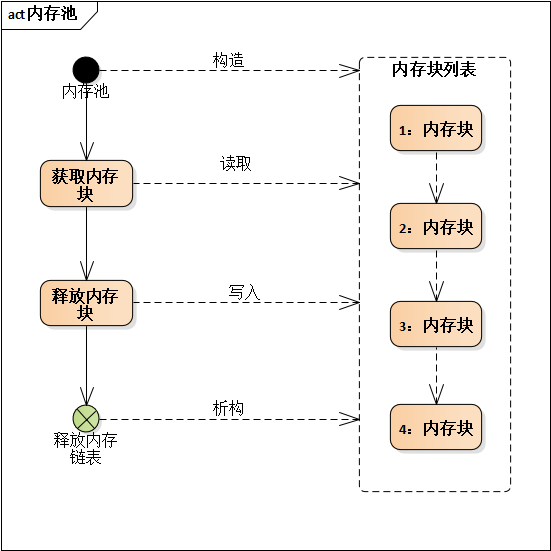 act 内存池
构造
内存块列表
内存池
1：内存块
获取内存
块
读取
2：内存块
释放内存
块
写入
3：内存块
析构
4：内存块
释放内存
链表